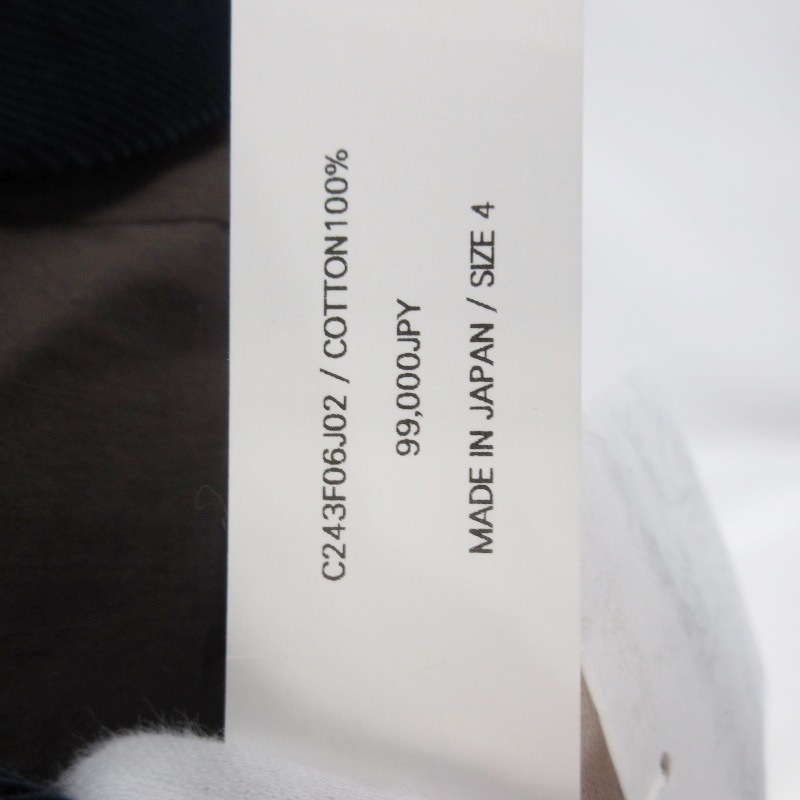 C243F06J02 / COTTON100%
99,000JPY
MADE IN JAPAN / SIZE 4